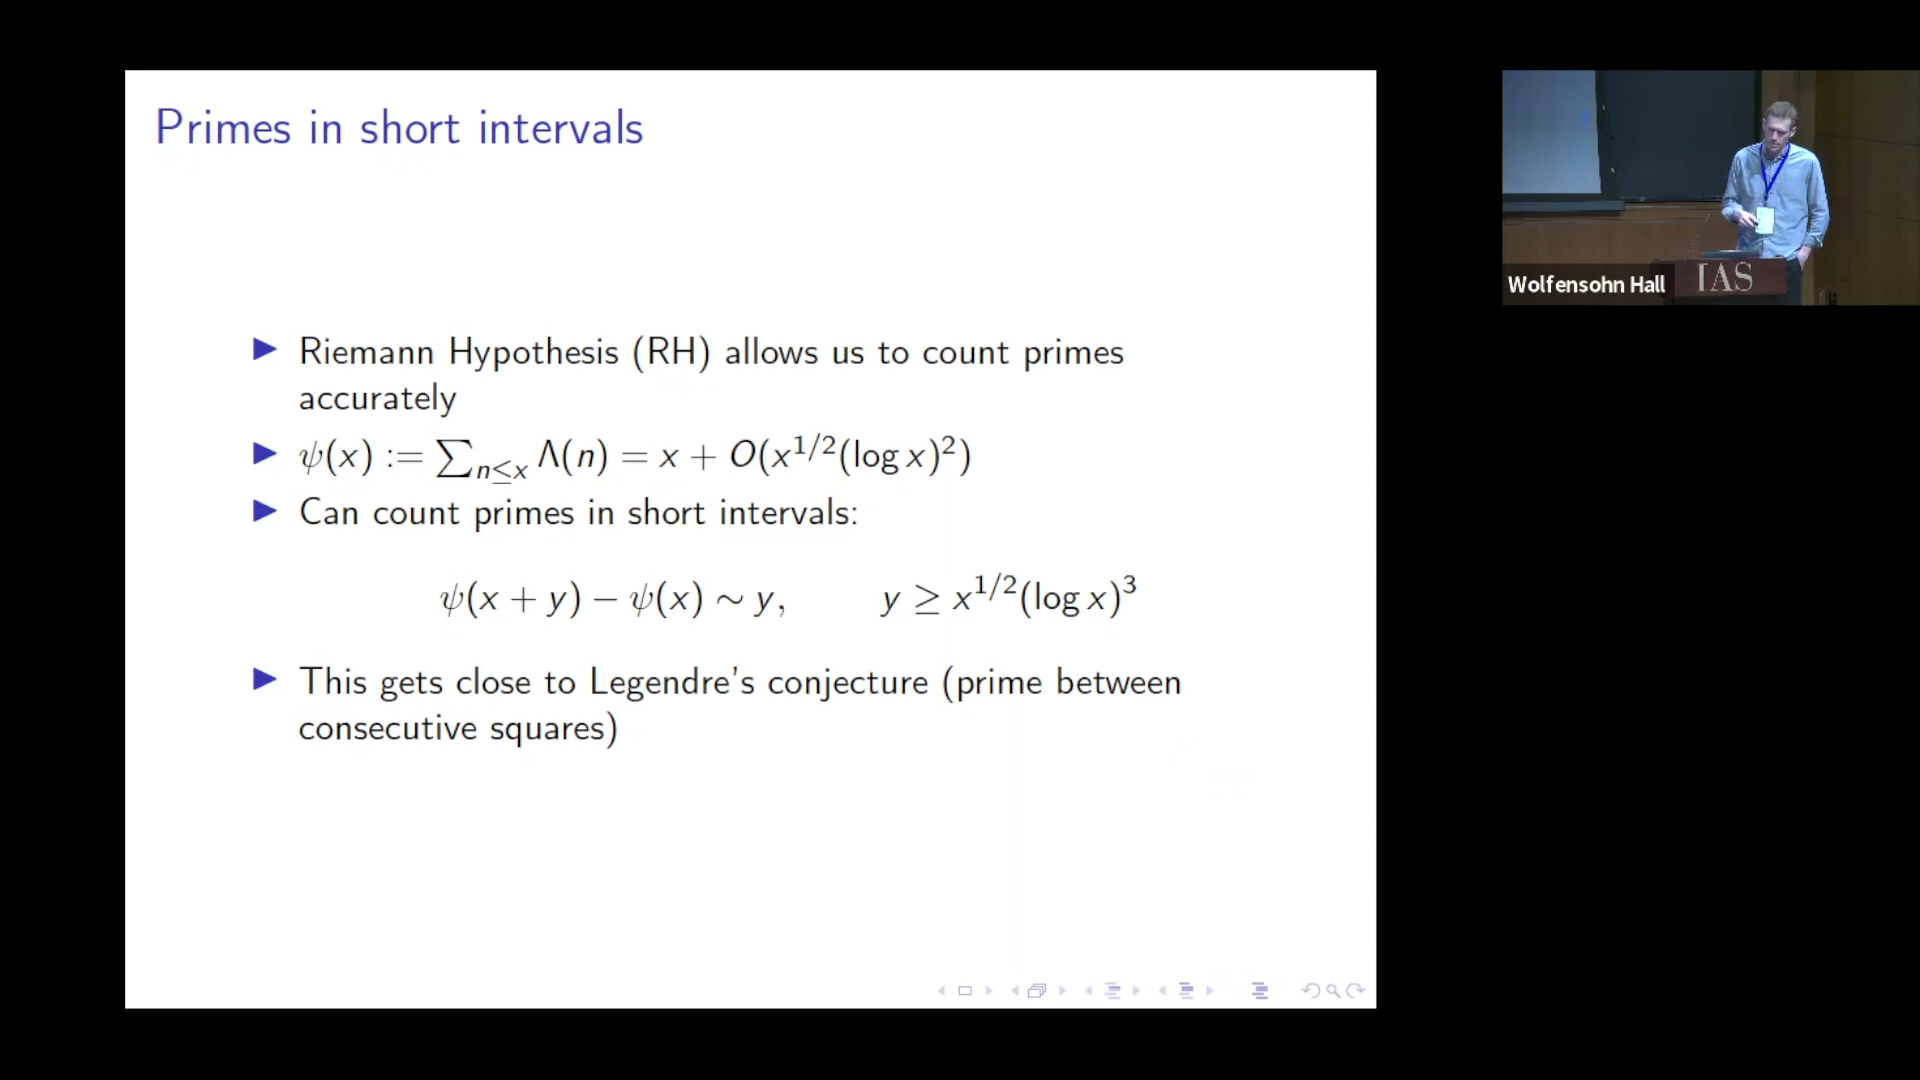 Primes in short intervals
▶ Riemann Hypothesis (RH) allows us to count primes
accurately
▶ ψ(x) := ∑_{n≤x} Λ(n) = x + O(x^{1/2}(log x)^2)
▶ Can count primes in short intervals:
ψ(x + y) − ψ(x) ∼ y, y ≥ x^{1/2}(log x)^3
▶ This gets close to Legendre's conjecture (prime between
consecutive squares)
Wolfensohn Hall
IAS